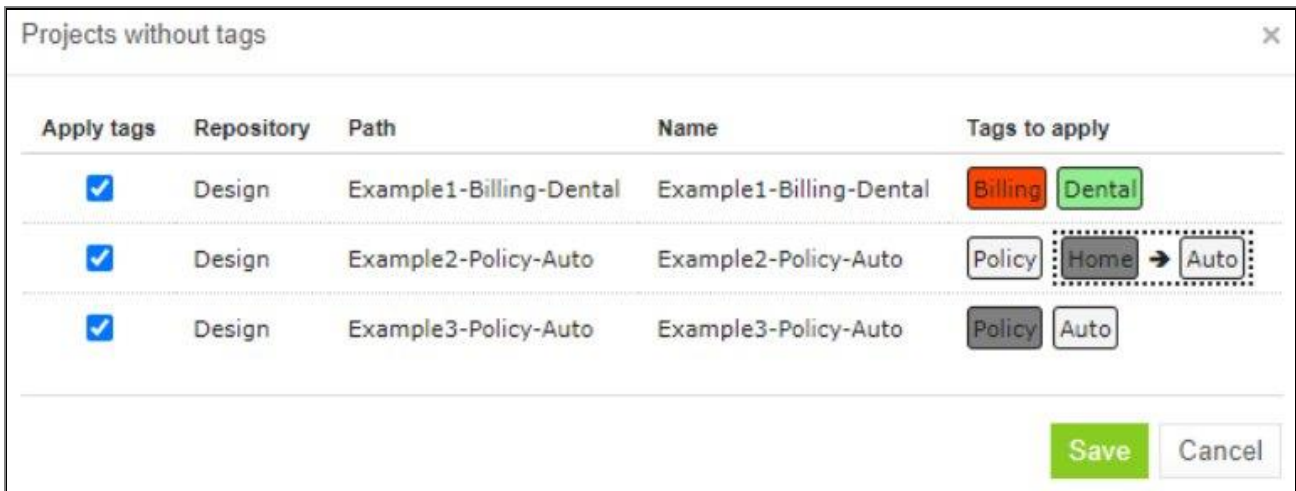 Projects without tags ×
Apply tags Repository Path Name Tags to apply
Design Example1-Billing-Dental Example1-Billing-Dental Billing Dental
Design Example2-Policy-Auto Example2-Policy-Auto Policy Home ➔ Auto
Design Example3-Policy-Auto Example3-Policy-Auto Policy Auto
Save Cancel